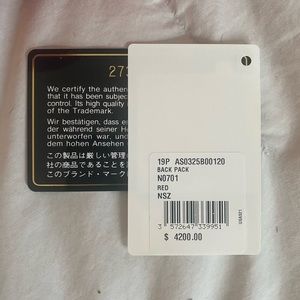 273
We certify the authen
that it has been subjec
control. Its high quality
of the Trademark.
Wir bestätigen, dass e
der während seiner He
unterworfen war, und
dem hohen Ansehen
この製品は厳しい管理
社の商品であることを
このブランド・マーク
19P AS0325B00120
BACK PACK
N0701
RED
NSZ
3 572647 339951
$ 4200.00
USA021